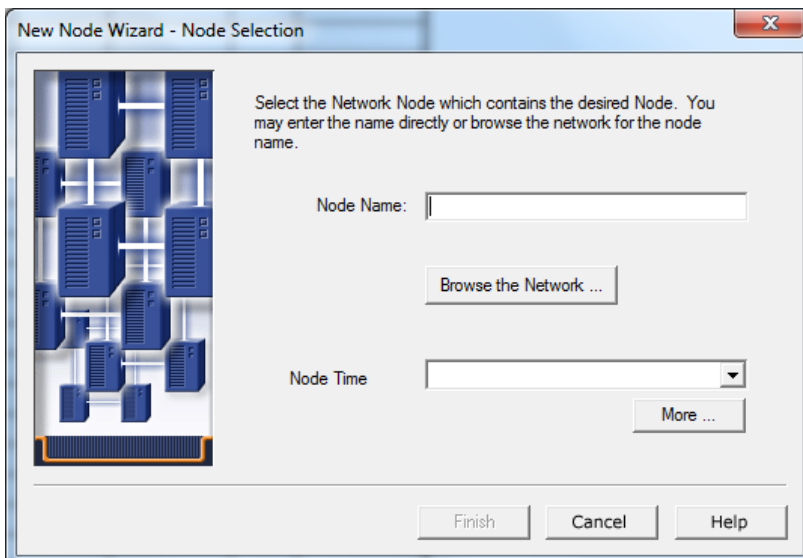 New Node Wizard - Node Selection
Select the Network Node which contains the desired Node. You
may enter the name directly or browse the network for the node
name.
Node Name:
Browse the Network ...
Node Time
More ...
Finish
Cancel
Help